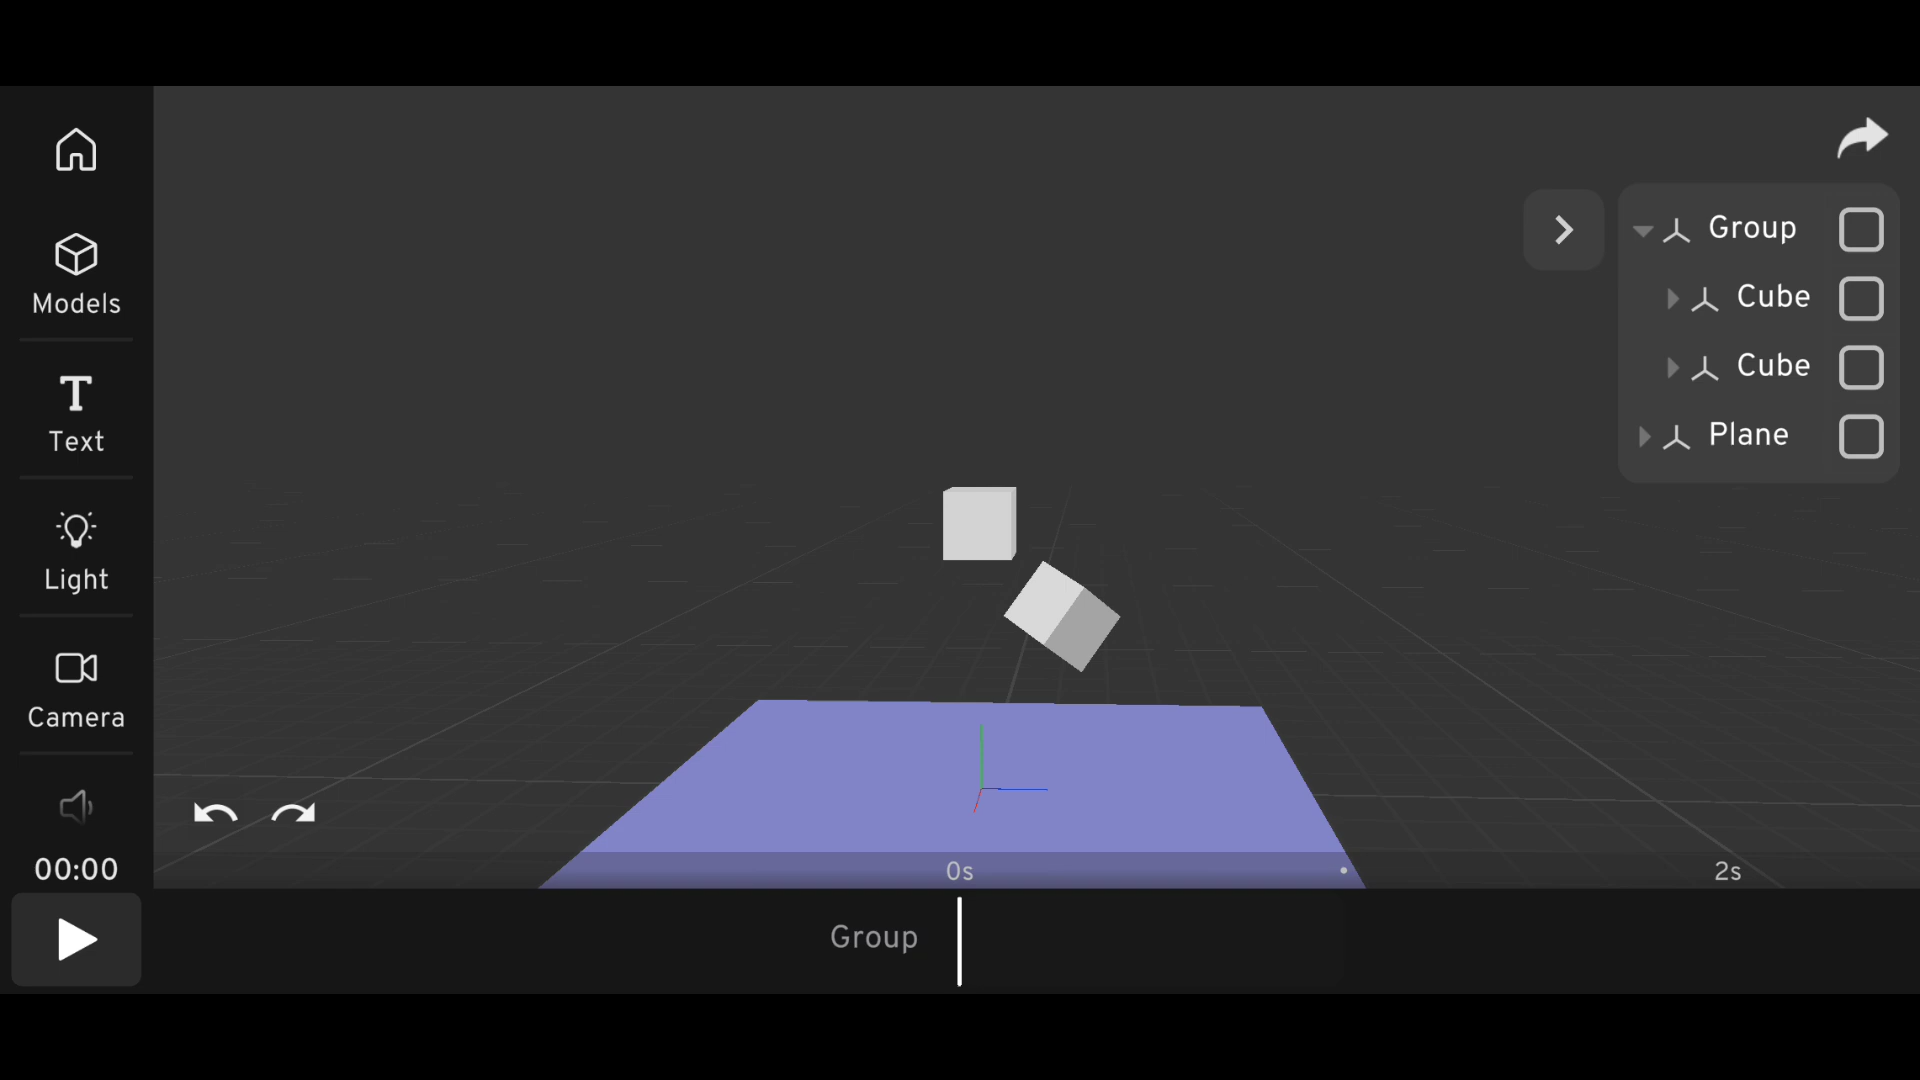 Models
Text
Light
Camera
00:00
Group
Cube
Cube
Plane
0s
2s
Group